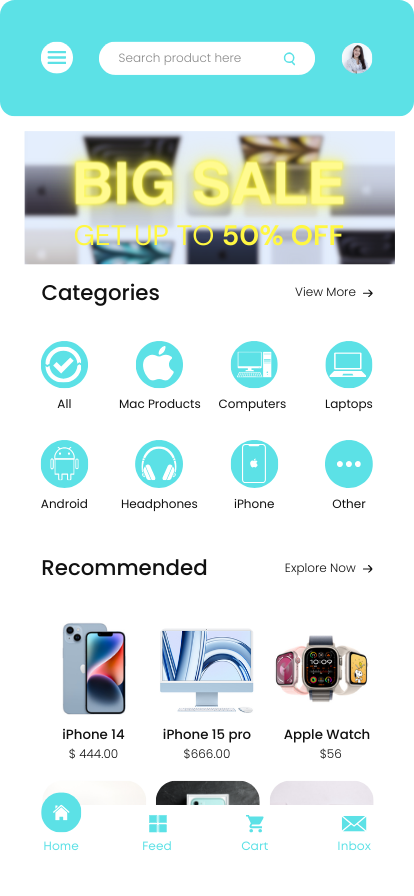 Search product here
BIG SALE
GET UP TO 50% OFF
Categories
View More →
All
Mac Products
Computers
Laptops
Android
Headphones
iPhone
Other
Recommended
Explore Now →
iPhone 14
iPhone 15 pro
Apple Watch
$ 444.00
$666.00
$56
Home
Feed
Cart
Inbox